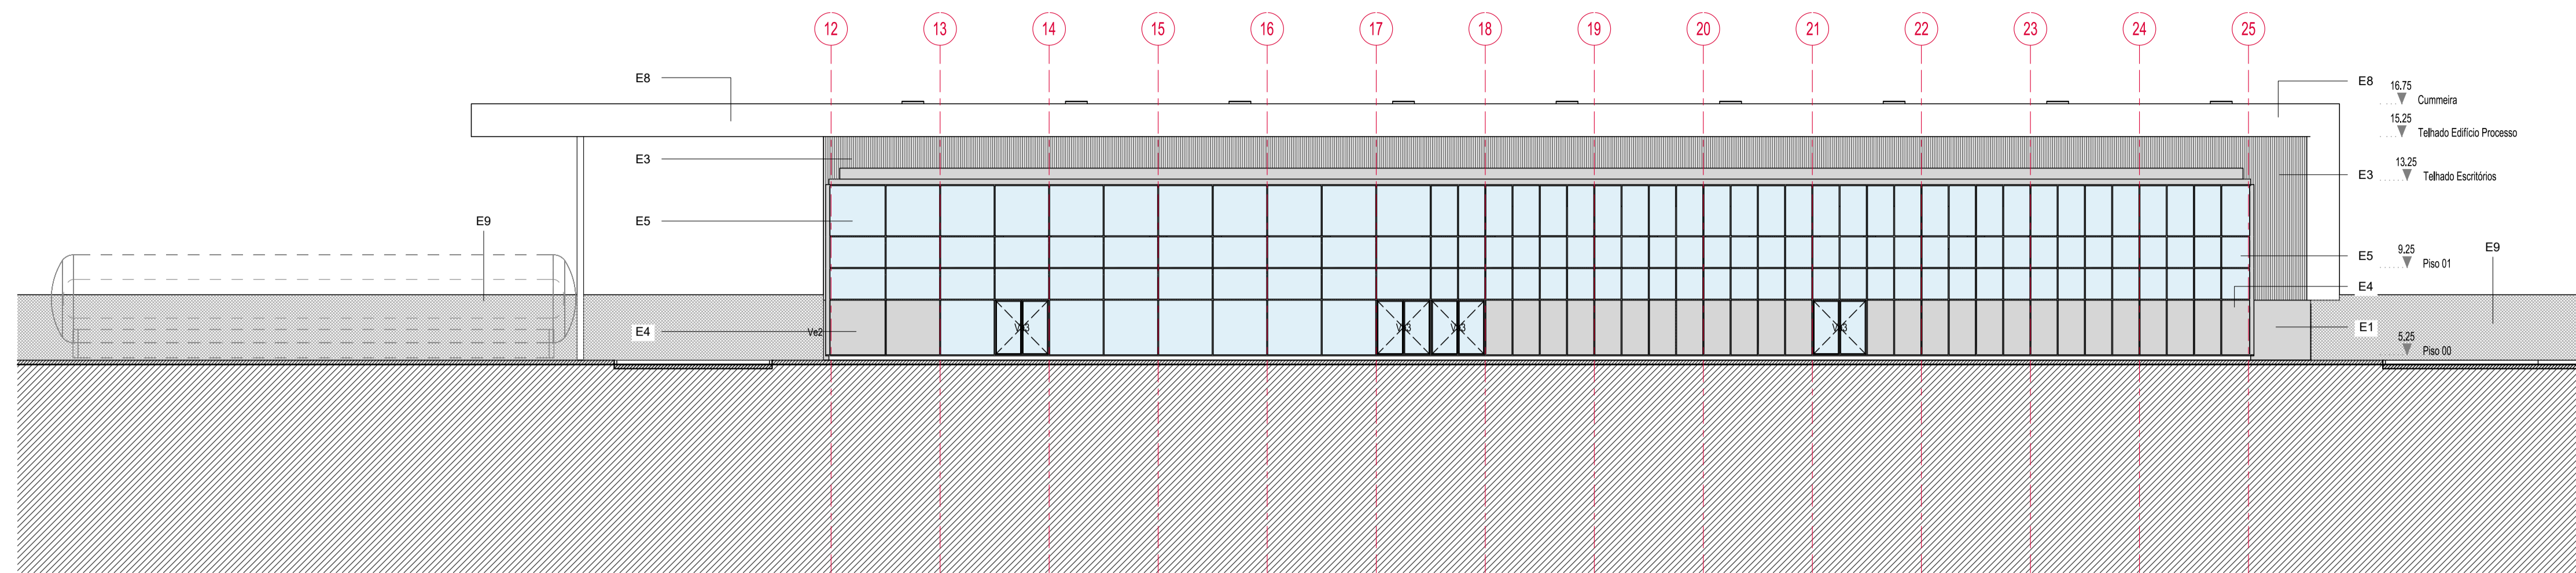 12 13 14 15 16 17 18 19 20 21 22 23 24 25
E8
E8
16.75
Cummeira
15.25
Telhado Edifício Processo
E3
13.25
E3
Telhado Escritórios
E9
E5
9.25
E9
E5
Piso 01
E4
E4
Ve2
E1
5.25
Piso 00